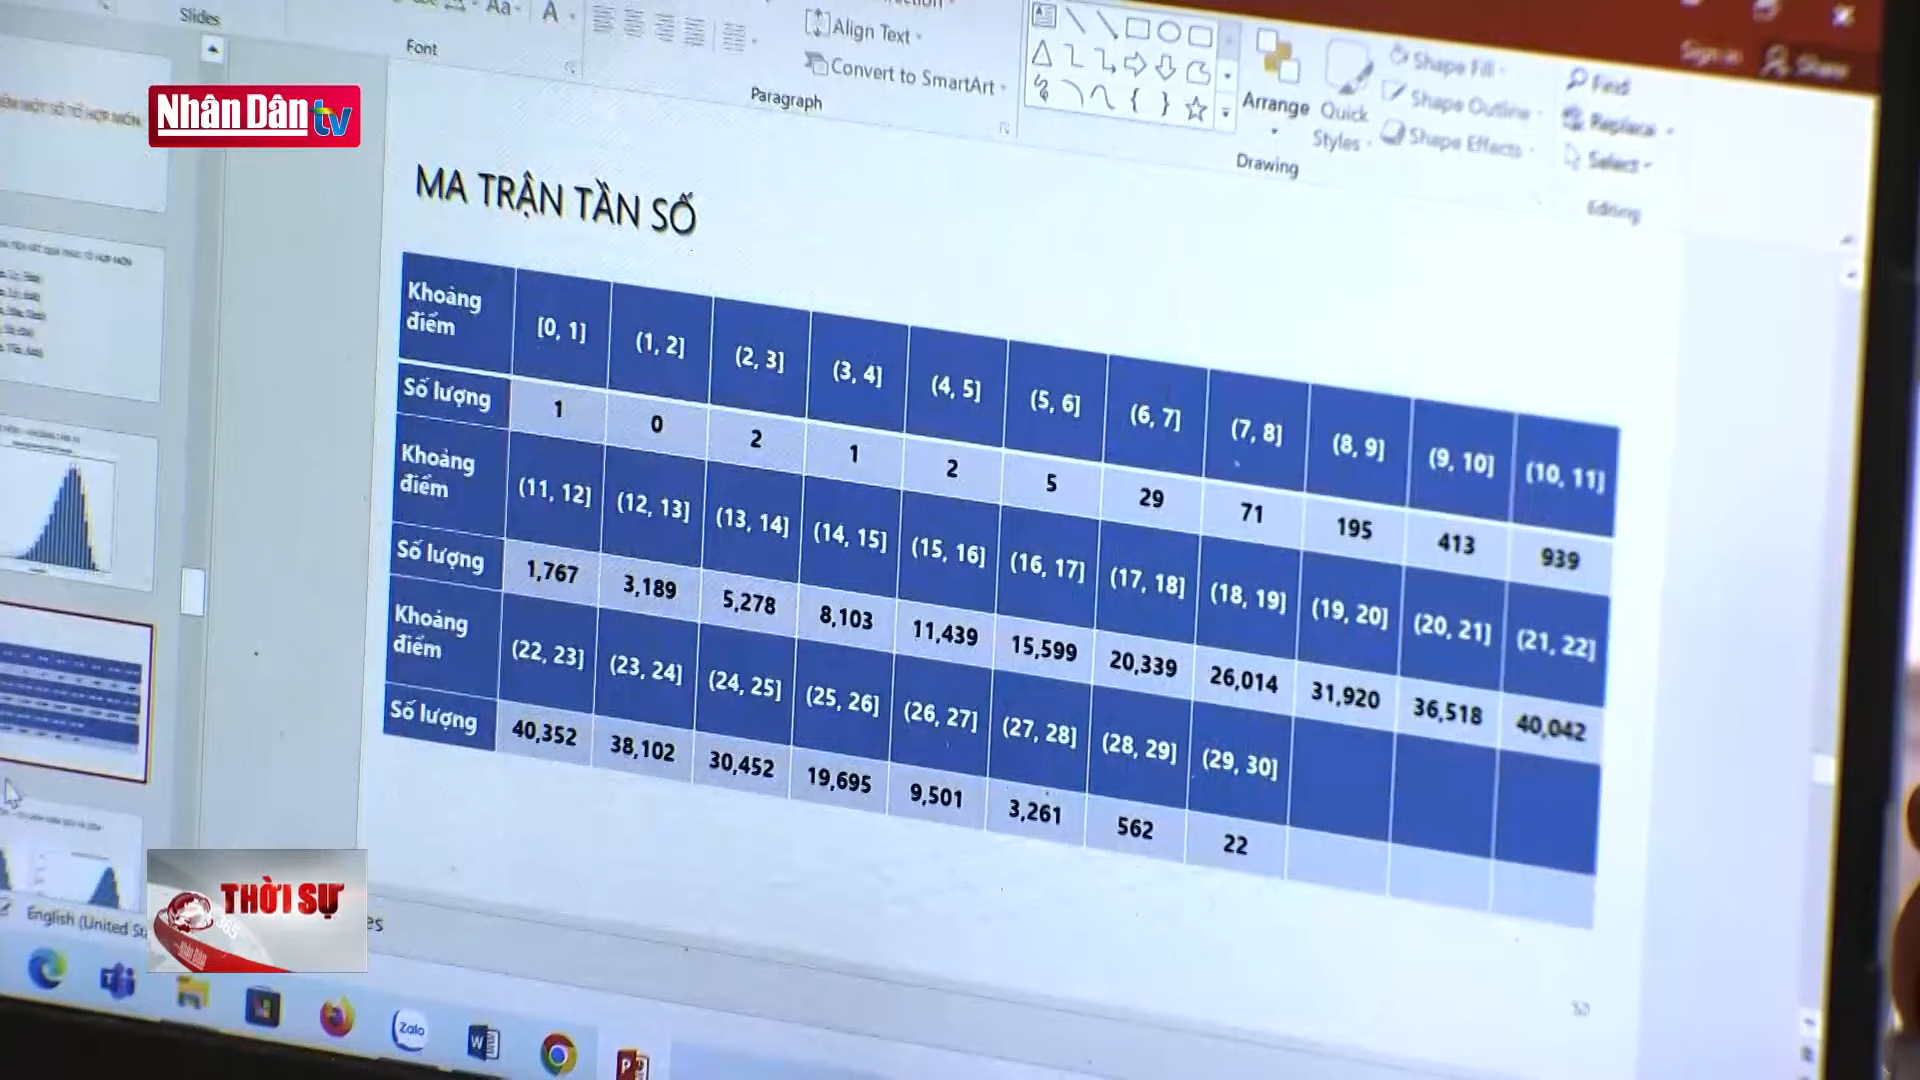 Slides
Font
Aa
A
Align Text
Convert to SmartArt
Paragraph
Arrange
Quick
Styles
Drawing
Shape Fill
Shape Outline
Shape Effects
Find
Replace
Select
Editing
Sign in
Share
Nhân Dân tv
MA TRẬN TẦN SỐ
Khoảng điểm [0, 1] (1, 2] (2, 3] (3, 4] (4, 5] (5, 6] (6, 7] (7, 8] (8, 9] (9, 10] (10, 11]
Số lượng 1 0 2 1 2 5 29 71 195 413 939
Khoảng điểm (11, 12] (12, 13] (13, 14] (14, 15] (15, 16] (16, 17] (17, 18] (18, 19] (19, 20] (20, 21] (21, 22]
Số lượng 1,767 3,189 5,278 8,103 11,439 15,599 20,339 26,014 31,920 36,518 40,042
Khoảng điểm (22, 23] (23, 24] (24, 25] (25, 26] (26, 27] (27, 28] (28, 29] (29, 30]
Số lượng 40,352 38,102 30,452 19,695 9,501 3,261 562 22
THỜI SỰ
365
NHÂN DÂN
English (United
Zalo
W
P